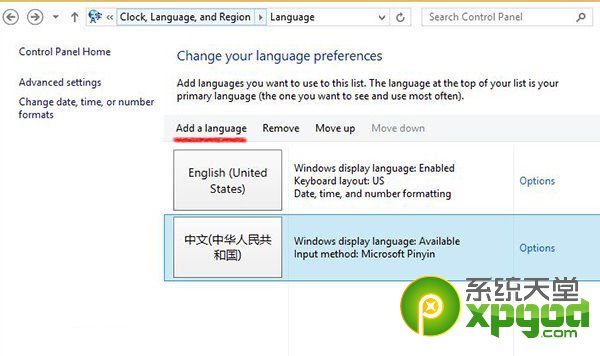 « Clock, Language, and Region ▸ Language
Search Control Panel
Control Panel Home
Advanced settings
Change date, time, or number
formats
Change your language preferences
Add languages you want to use to this list. The language at the top of your list is your
primary language (the one you want to see and use most often).
Add a language Remove Move up Move down
English (United
States)
Windows display language: Enabled
Keyboard layout: US
Date, time, and number formatting
Options
中文(中华人民共
和国)
Windows display language: Available
Input method: Microsoft Pinyin
Options
系统天堂
xpgod.com